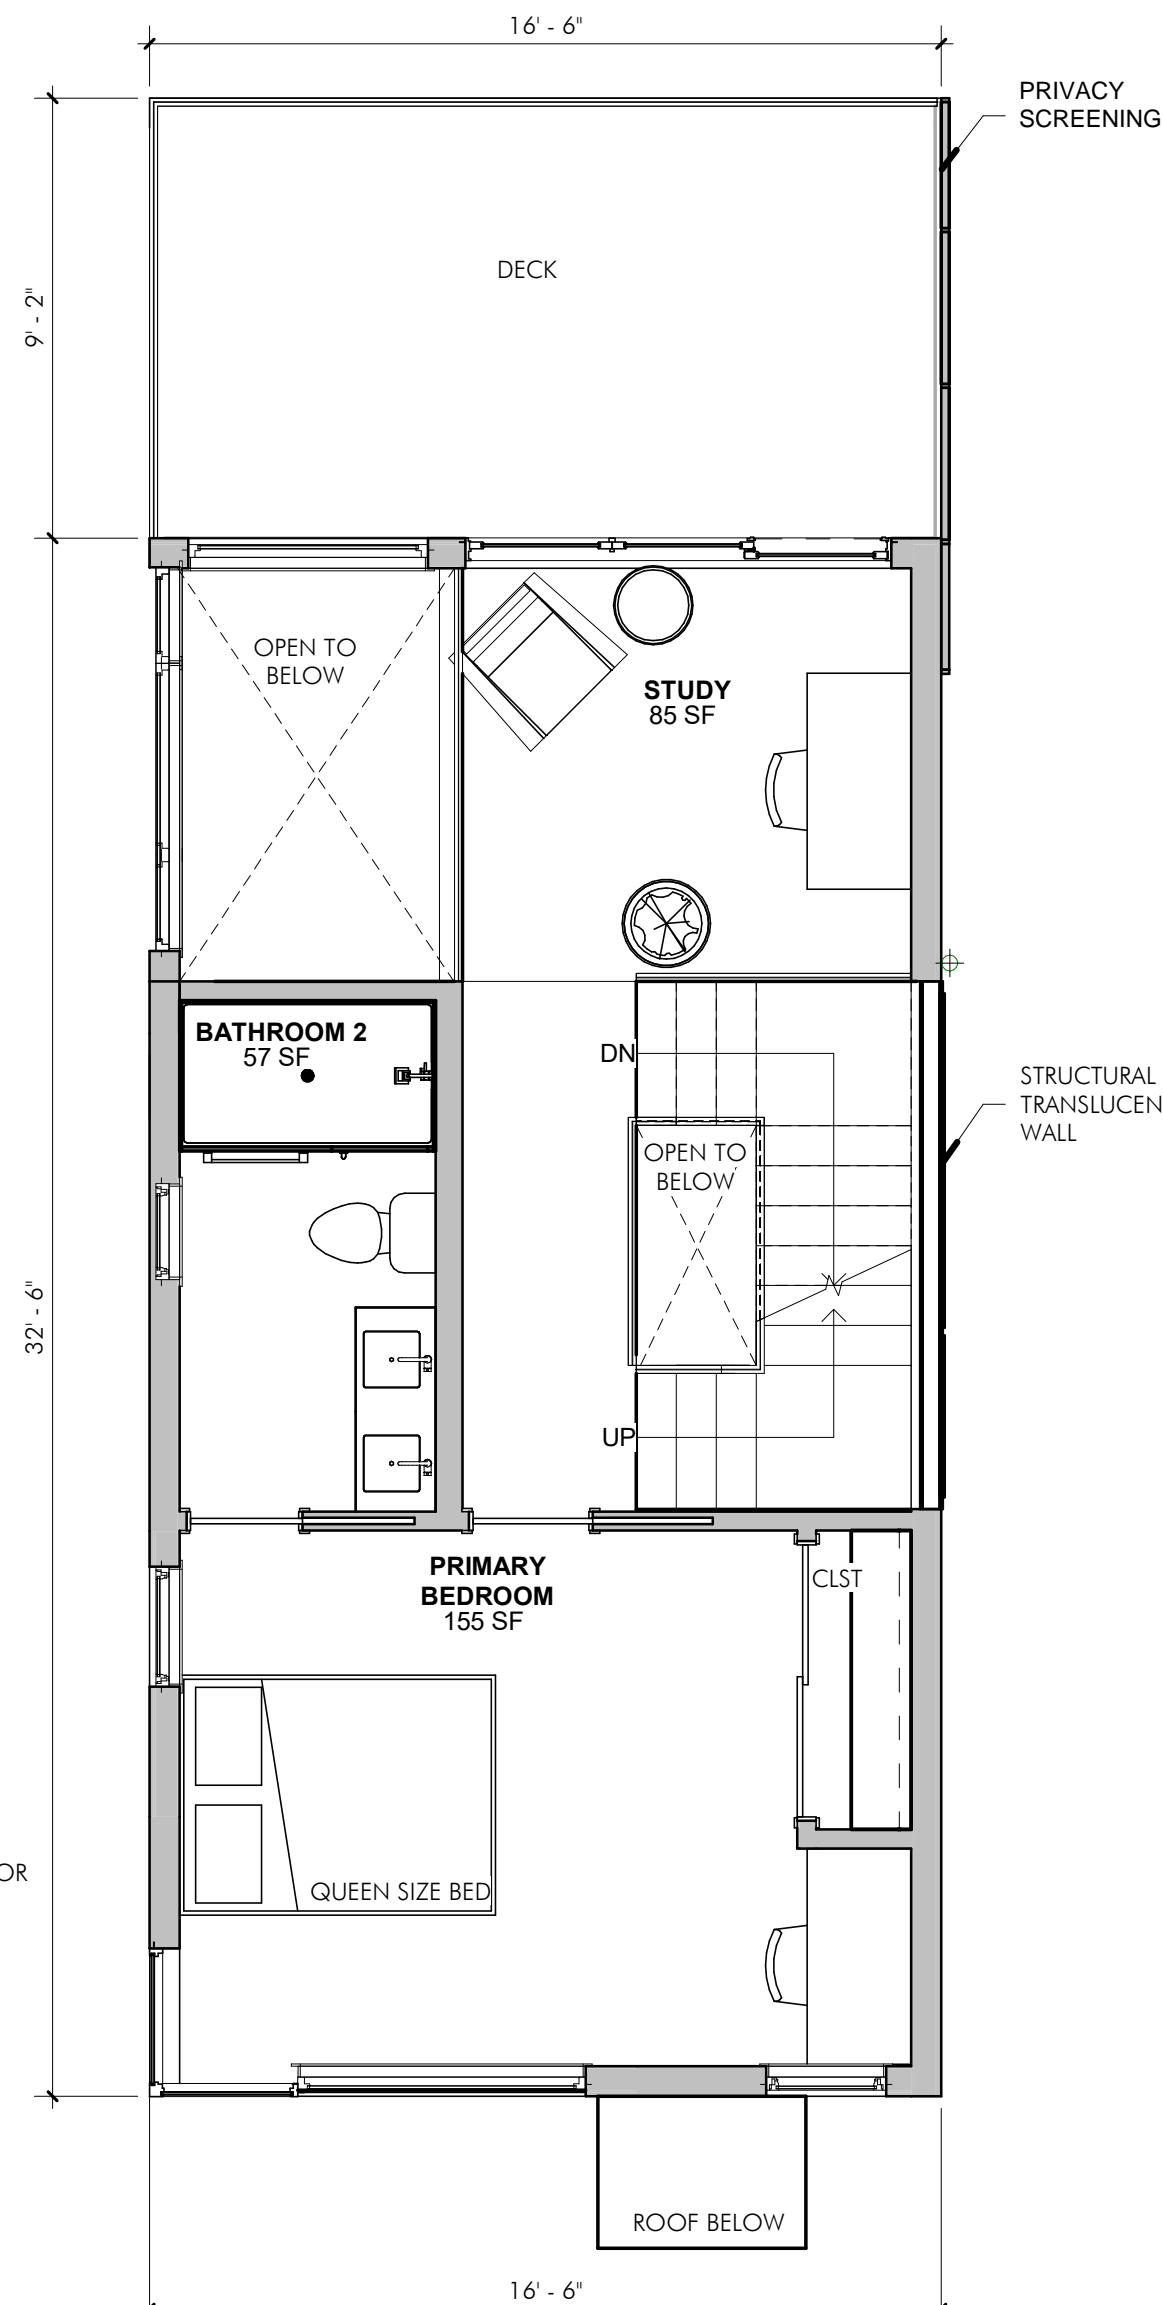 16' - 6"
PRIVACY
SCREENING
DECK
9' - 2"
OPEN TO
BELOW
STUDY
85 SF
BATHROOM 2
57 SF
DN
STRUCTURAL
TRANSLUCEN
WALL
OPEN TO
BELOW
32' - 6"
UP
PRIMARY
BEDROOM
155 SF
CLST
OR
QUEEN SIZE BED
ROOF BELOW
16' - 6"